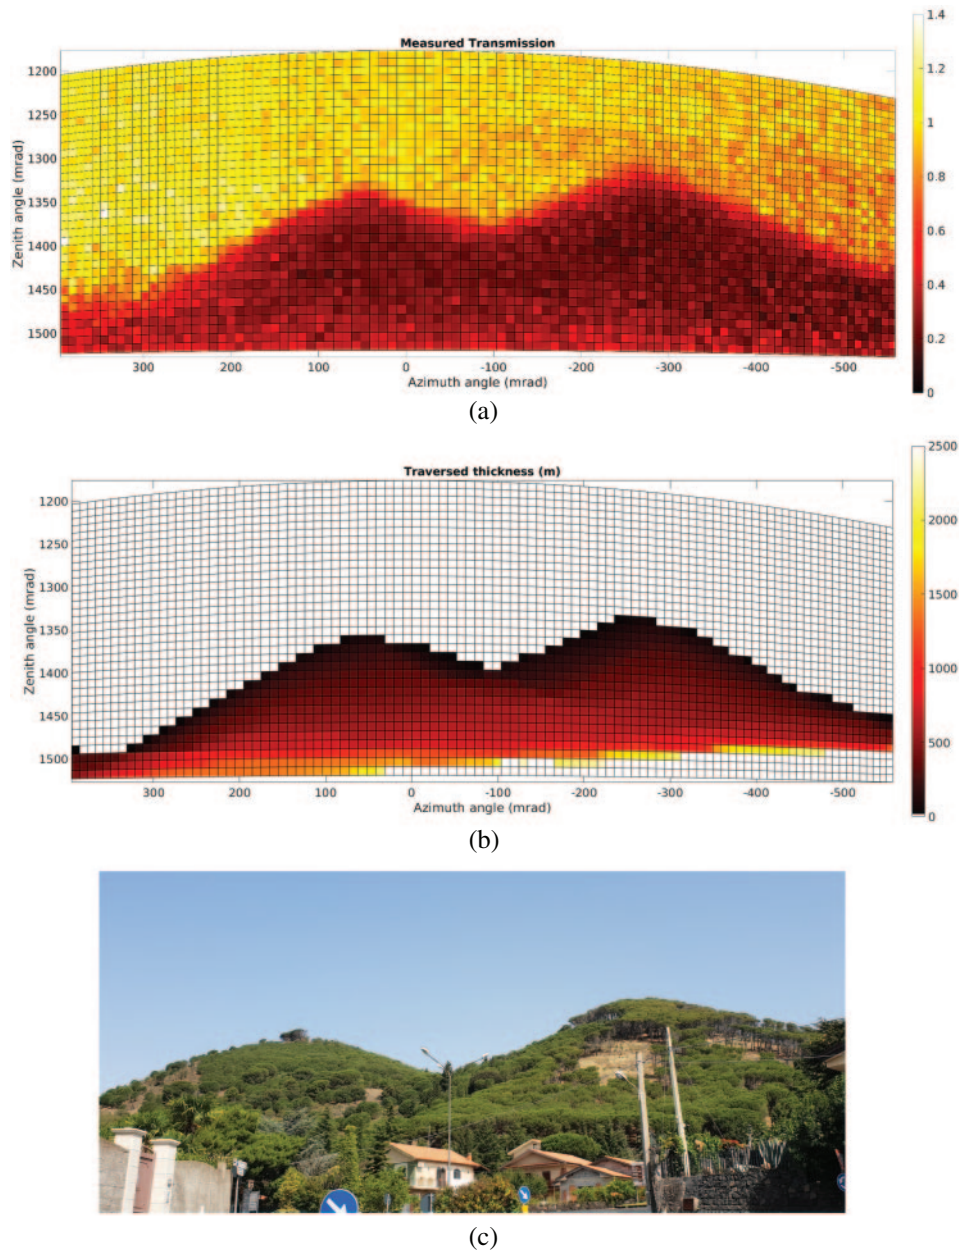 Measured Transmission
1.4
1.2
1
0.8
0.6
0.4
0.2
0
1200
1250
1300
1350
1400
1450
1500
Zenith angle (mrad)
300 200 100 0 -100 -200 -300 -400 -500
Azimuth angle (mrad)
(a)
Traversed thickness (m)
2500
2000
1500
1000
500
0
1200
1250
1300
1350
1400
1450
1500
Zenith angle (mrad)
300 200 100 0 -100 -200 -300 -400 -500
Azimuth angle (mrad)
(b)
(c)